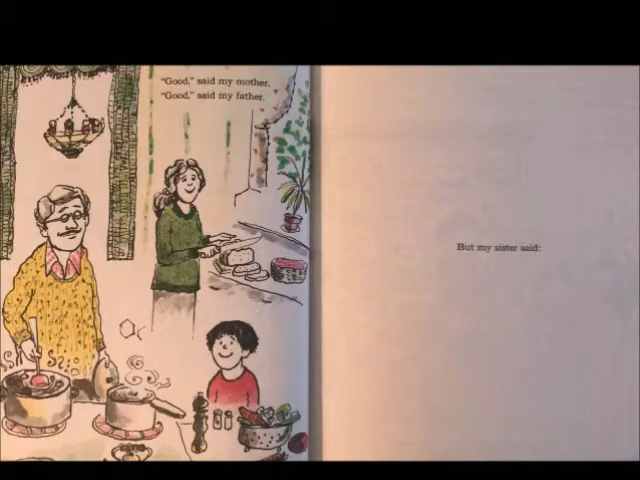 "Good," said my mother.
"Good," said my father.
But my sister said: